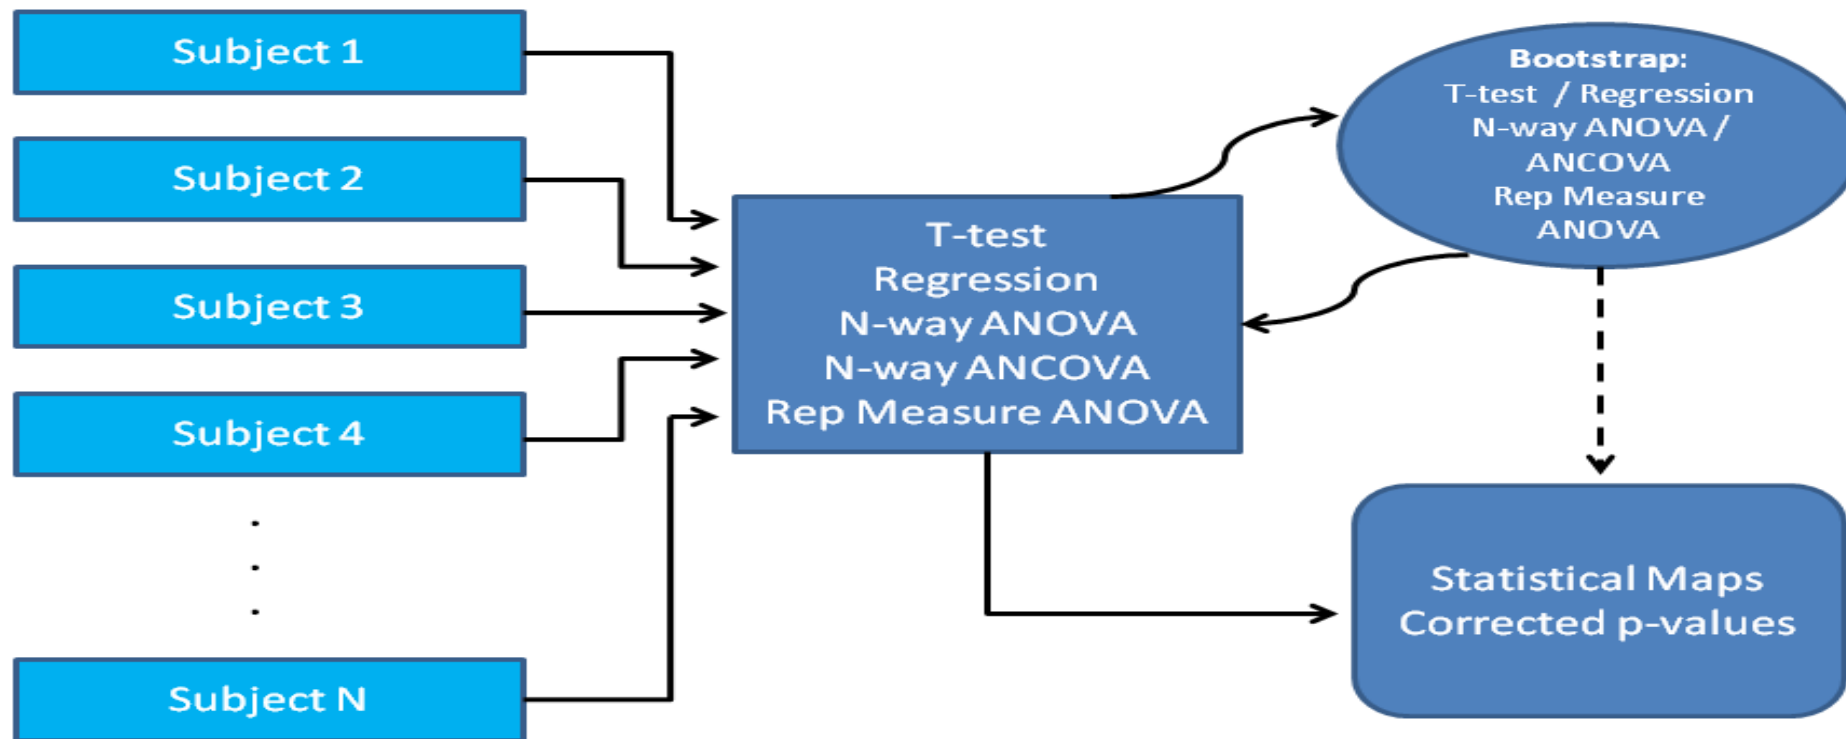 Subject 1
Subject 2
Subject 3
Subject 4
.
.
.
Subject N
T-test
Regression
N-way ANOVA
N-way ANCOVA
Rep Measure ANOVA
Bootstrap:
T-test / Regression
N-way ANOVA /
ANCOVA
Rep Measure
ANOVA
Statistical Maps
Corrected p-values